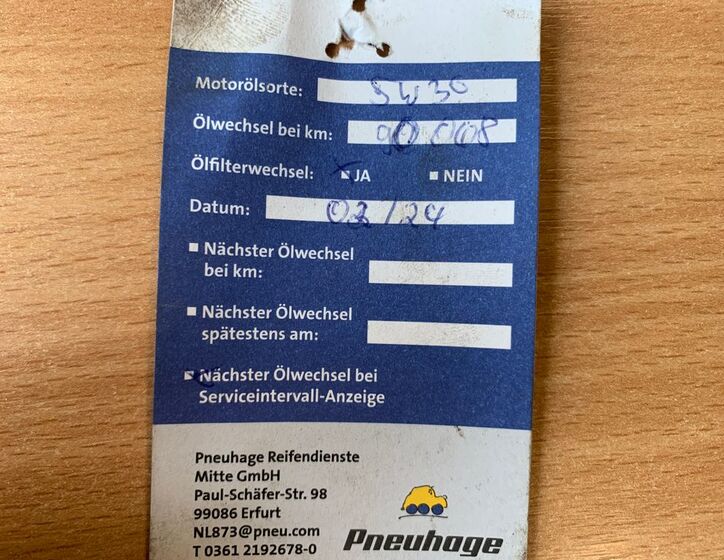 Motorölsorte: 5W30
Ölwechsel bei km: 90 008
Ölfilterwechsel: JA NEIN
Datum: 03/24
Nächster Ölwechsel
bei km:
Nächster Ölwechsel
spätestens am:
Nächster Ölwechsel bei
Serviceintervall-Anzeige
Pneuhage Reifendienste
Mitte GmbH
Paul-Schäfer-Str. 98
99086 Erfurt
NL873@pneu.com
T 0361 2192678-0
Pneuhage